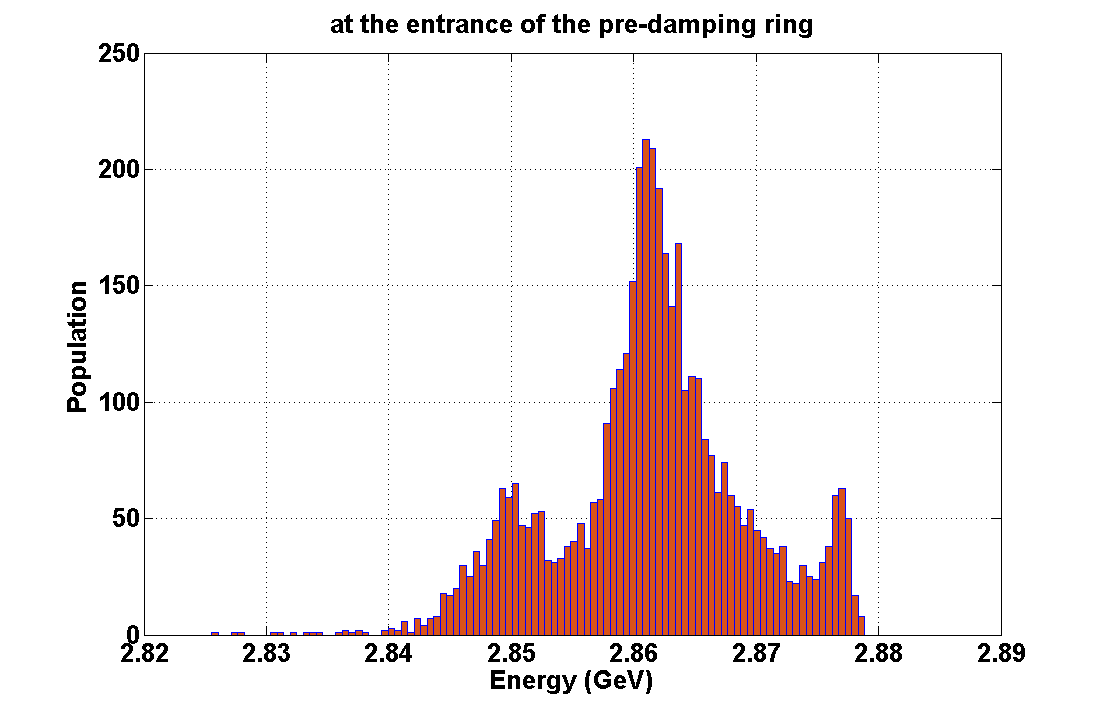 at the entrance of the pre-damping ring
250
200
150
100
50
0
Population
2.82 2.83 2.84 2.85 2.86 2.87 2.88 2.89
Energy (GeV)